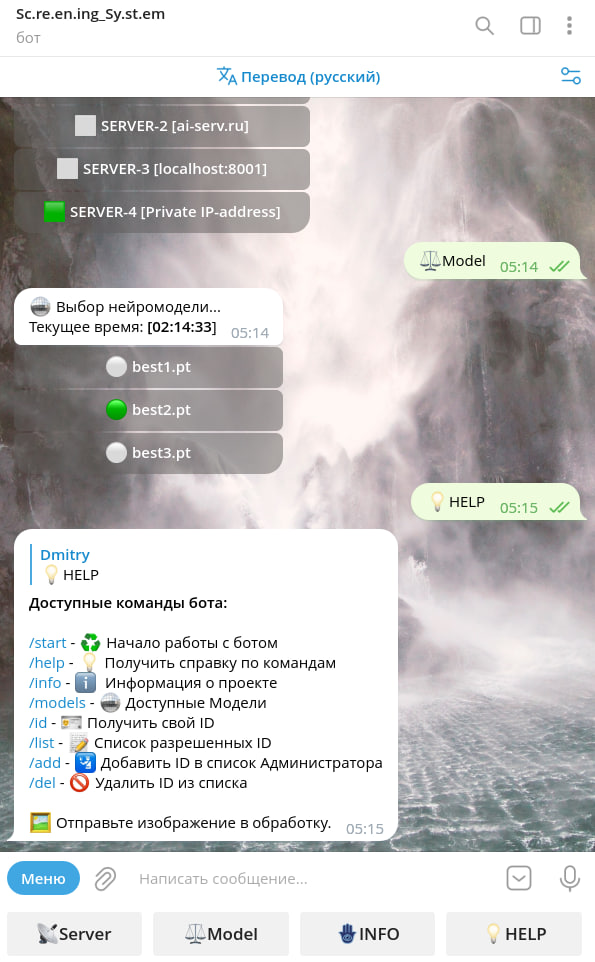 Sc.re.en.ing_Sy.st.em
бот
Перевод (русский)
SERVER-2 [ai-serv.ru]
SERVER-3 [localhost:8001]
SERVER-4 [Private IP-address]
⚖️Model 05:14
Выбор нейромодели...
Текущее время: [02:14:33] 05:14
best1.pt
best2.pt
best3.pt
💡 HELP 05:15
Dmitry
💡 HELP
Доступные команды бота:
/start - ♻️ Начало работы с ботом
/help - 💡 Получить справку по командам
/info - ℹ️ Информация о проекте
/models - Доступные Модели
/id - 🪪 Получить свой ID
/list - 📝 Список разрешенных ID
/add - 🛂 Добавить ID в список Администратора
/del - 🚫 Удалить ID из списка
🖼️ Отправьте изображение в обработку. 05:15
Меню
Написать сообщение...
📡Server ⚖️Model 🪬INFO 💡HELP